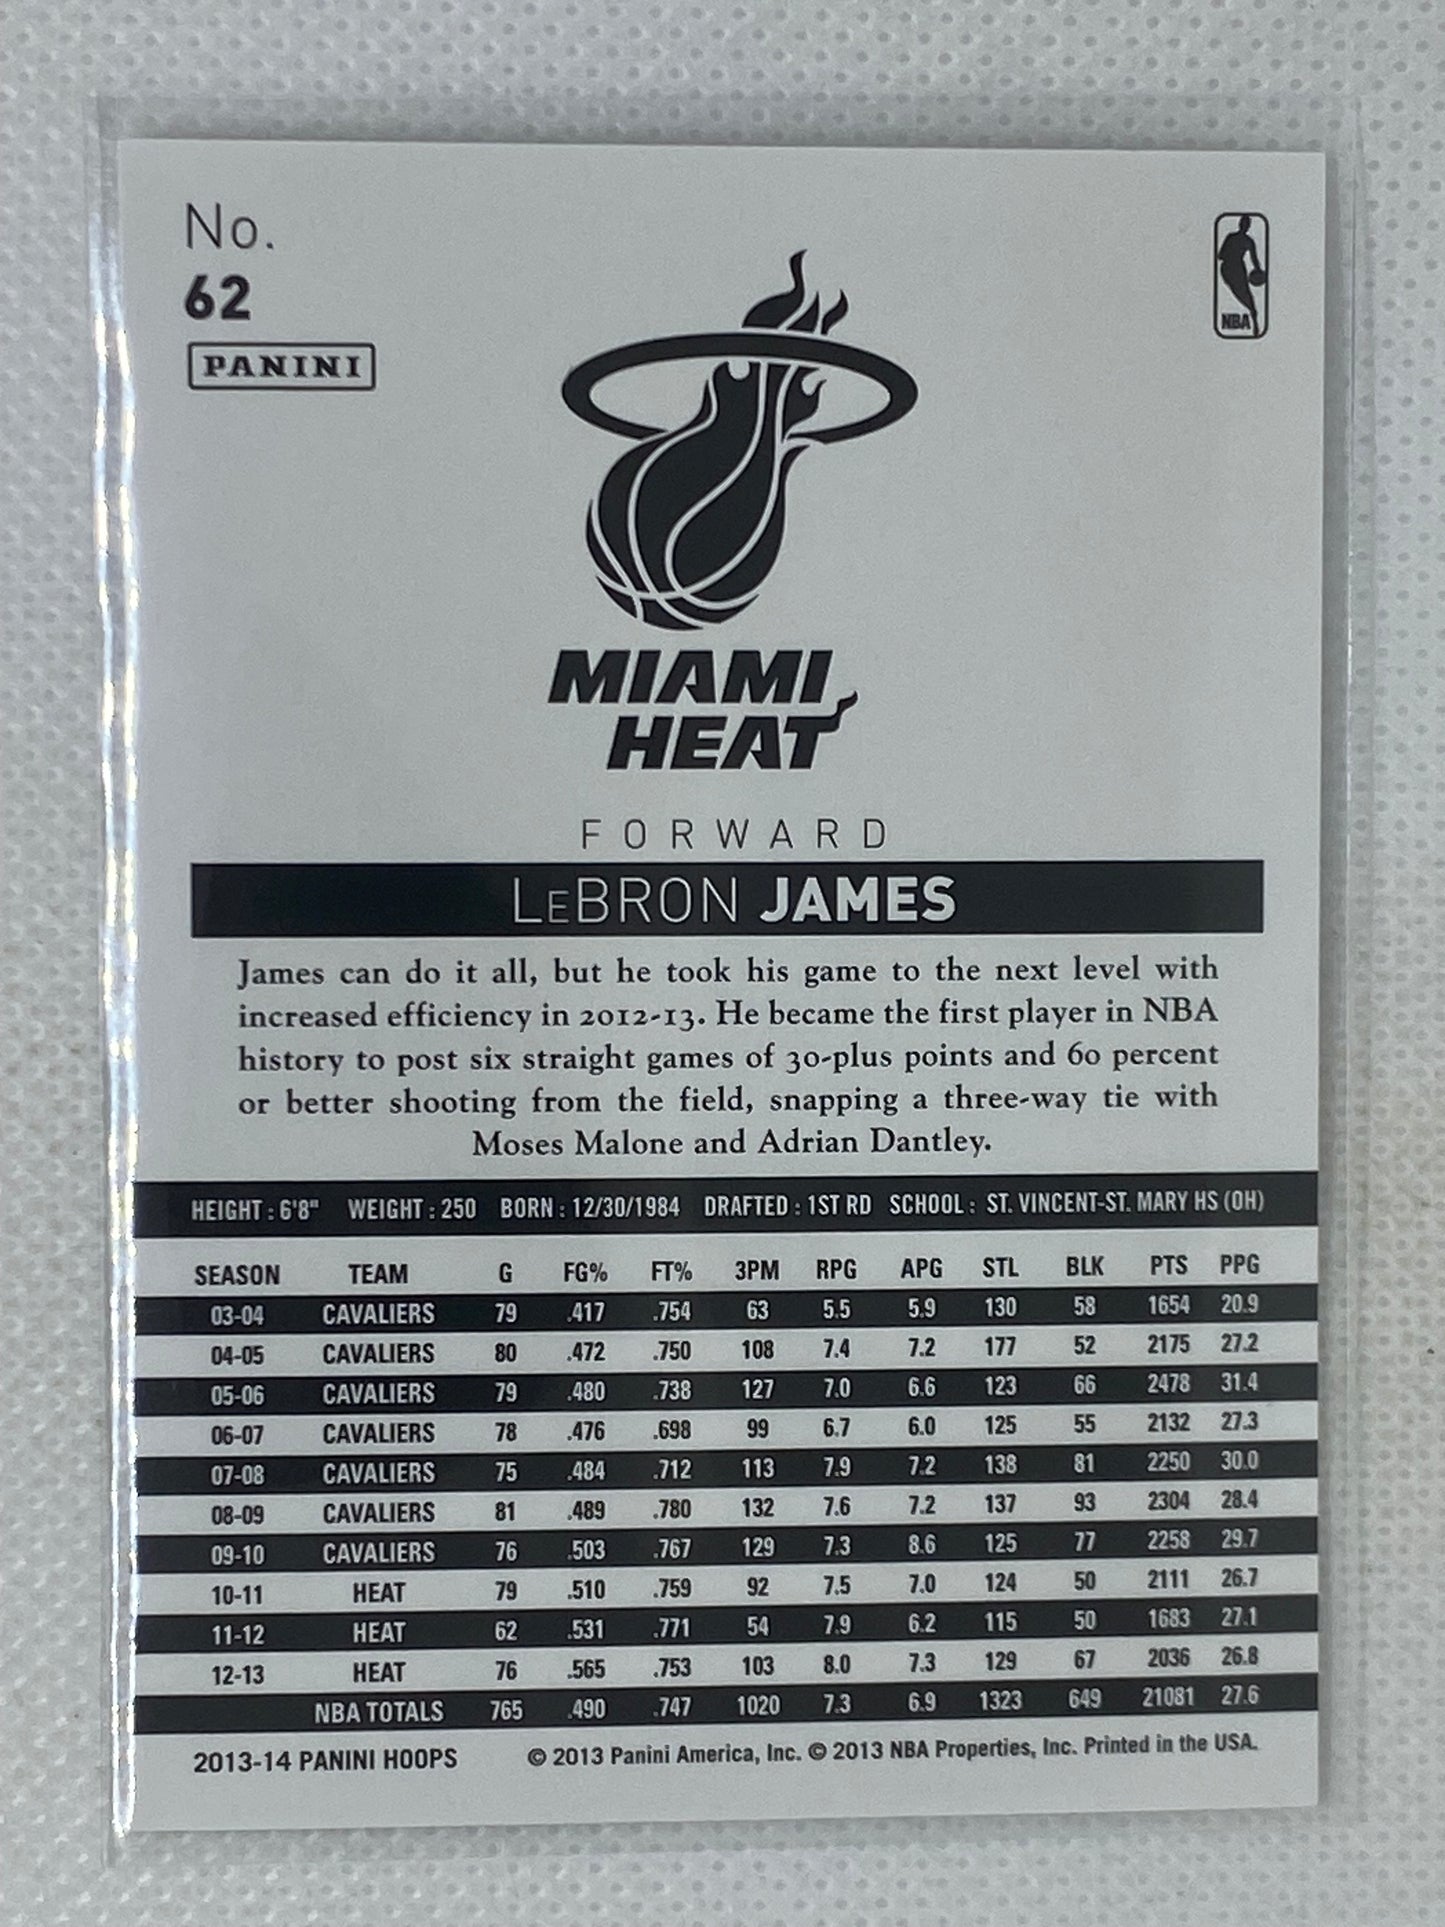 No.
62
PANINI
NBA
MIAMI
HEAT
FORWARD
LeBRON JAMES
James can do it all, but he took his game to the next level with
increased efficiency in 2012-13. He became the first player in NBA
history to post six straight games of 30-plus points and 60 percent
or better shooting from the field, snapping a three-way tie with
Moses Malone and Adrian Dantley.
HEIGHT : 6'8" WEIGHT : 250 BORN : 12/30/1984 DRAFTED : 1ST RD SCHOOL : ST. VINCENT-ST. MARY HS (OH)
SEASON TEAM G FG% FT% 3PM RPG APG STL BLK PTS PPG
03-04 CAVALIERS 79 .417 .754 63 5.5 5.9 130 58 1654 20.9
04-05 CAVALIERS 80 .472 .750 108 7.4 7.2 177 52 2175 27.2
05-06 CAVALIERS 79 .480 .738 127 7.0 6.6 123 66 2478 31.4
06-07 CAVALIERS 78 .476 .698 99 6.7 6.0 125 55 2132 27.3
07-08 CAVALIERS 75 .484 .712 113 7.9 7.2 138 81 2250 30.0
08-09 CAVALIERS 81 .489 .780 132 7.6 7.2 137 93 2304 28.4
09-10 CAVALIERS 76 .503 .767 129 7.3 8.6 125 77 2258 29.7
10-11 HEAT 79 .510 .759 92 7.5 7.0 124 50 2111 26.7
11-12 HEAT 62 .531 .771 54 7.9 6.2 115 50 1683 27.1
12-13 HEAT 76 .565 .753 103 8.0 7.3 129 67 2036 26.8
NBA TOTALS 765 .490 .747 1020 7.3 6.9 1323 649 21081 27.6
2013-14 PANINI HOOPS © 2013 Panini America, Inc. © 2013 NBA Properties, Inc. Printed in the USA.